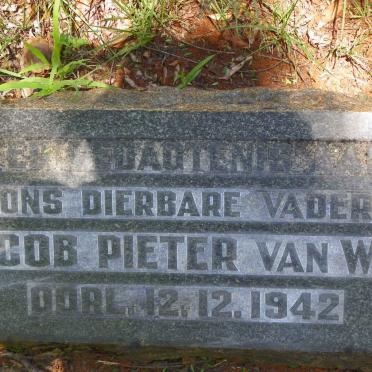 ONS DIERBARE VADER
COB PIETER VAN W
OORL. 12.12.1942